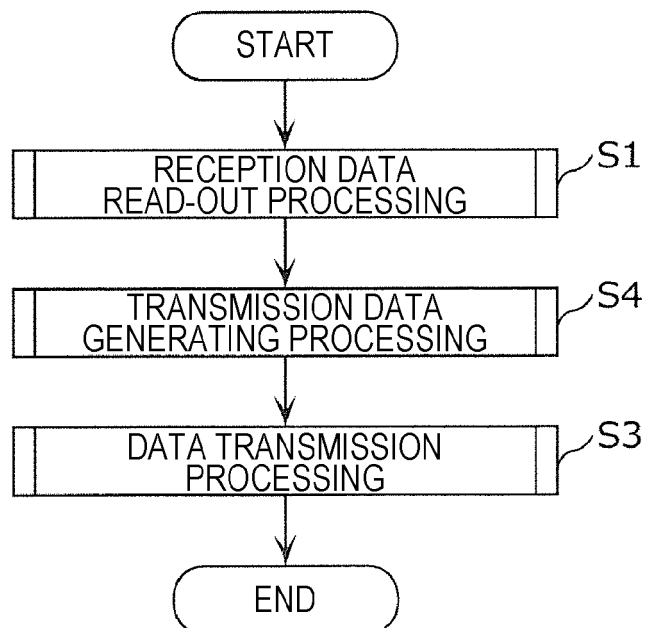 START
RECEPTION DATA
READ-OUT PROCESSING
S1
TRANSMISSION DATA
GENERATING PROCESSING
S4
DATA TRANSMISSION
PROCESSING
S3
END